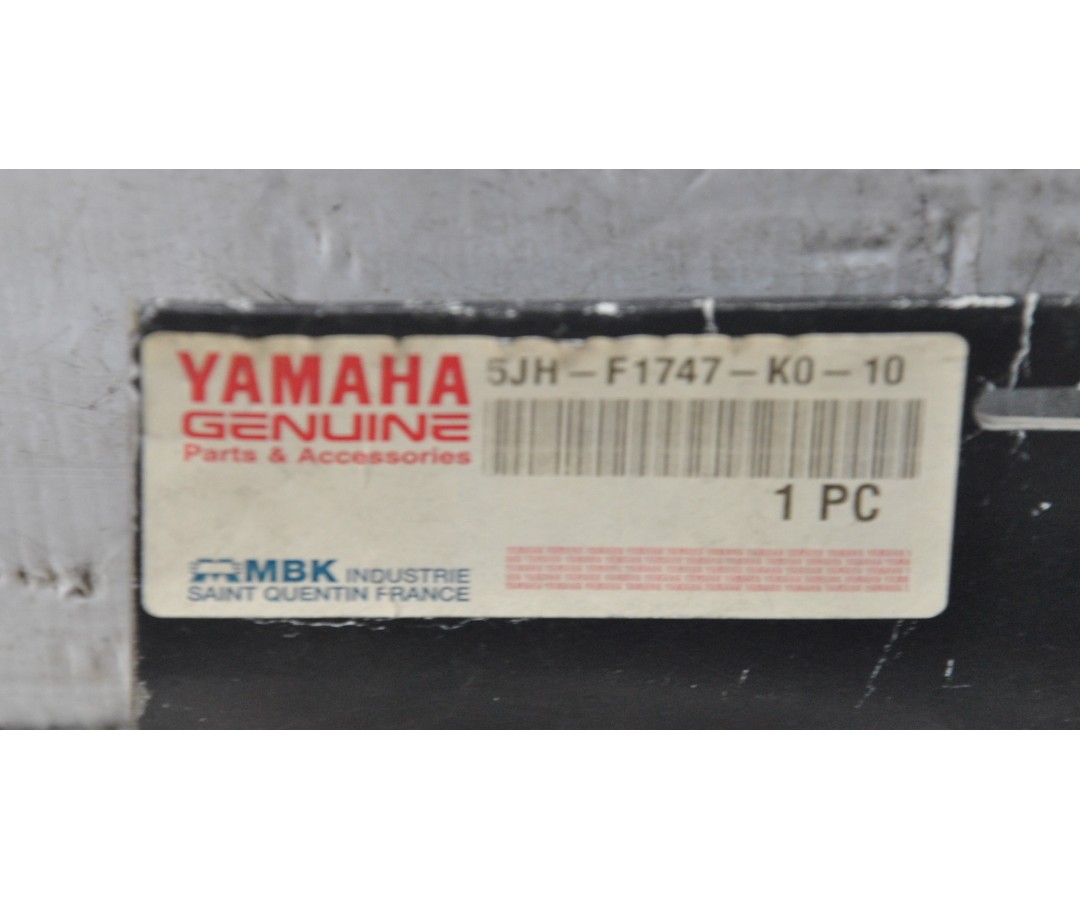 YAMAHA
GENUINE
Parts & Accessories
5JH-F1747-K0-10
1 PC
MBK INDUSTRIE
SAINT QUENTIN FRANCE